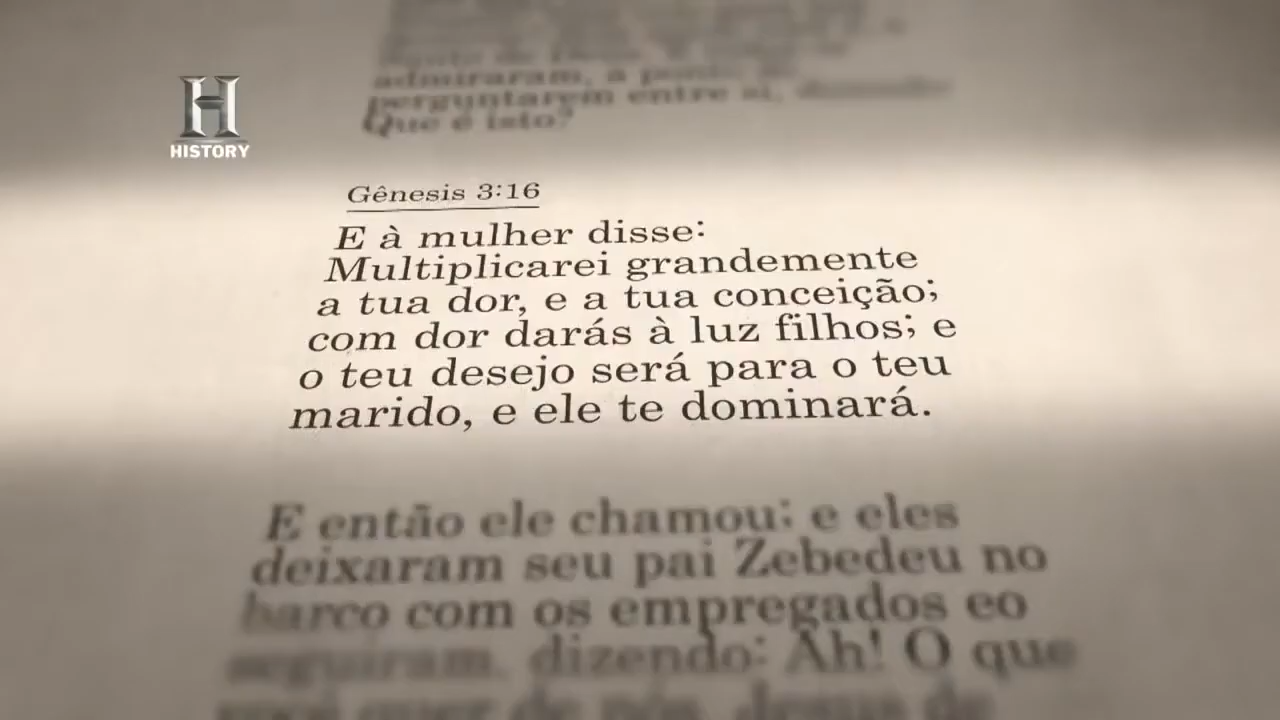 admiraram, a ponto de
perguntarem entre si, dizendo:
Que é isto?
HISTORY
Gênesis 3:16
E à mulher disse:
Multiplicarei grandemente
a tua dor, e a tua conceição;
com dor darás à luz filhos; e
o teu desejo será para o teu
marido, e ele te dominará.
E então ele chamou: e eles
deixaram seu pai Zebedeu no
barco com os empregados eo
seguiram, dizendo: Ah! O que